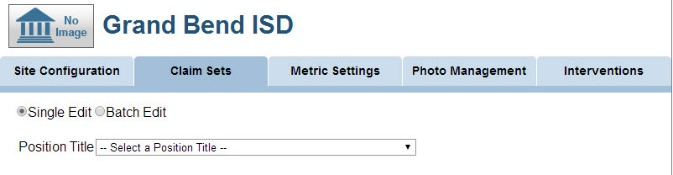 No Image
Grand Bend ISD
Site Configuration Claim Sets Metric Settings Photo Management Interventions
Single Edit Batch Edit
Position Title -- Select a Position Title --